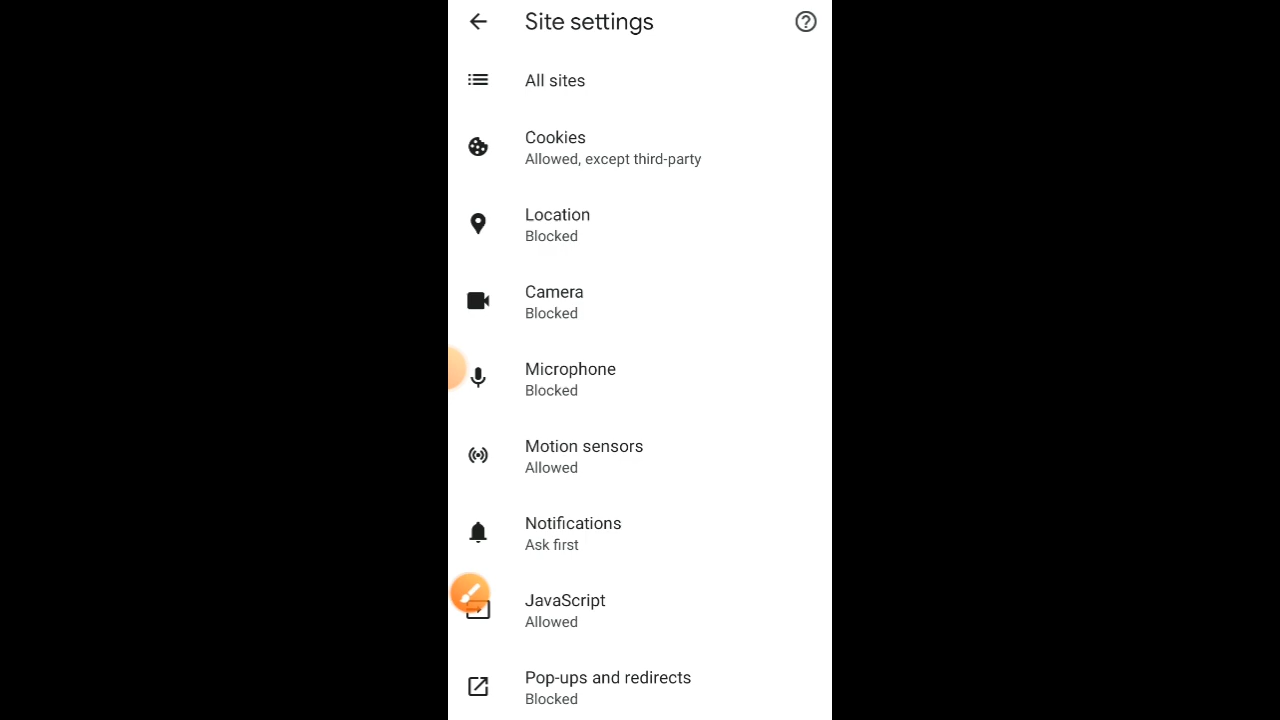 Site settings
All sites
Cookies
Allowed, except third-party
Location
Blocked
Camera
Blocked
Microphone
Blocked
Motion sensors
Allowed
Notifications
Ask first
JavaScript
Allowed
Pop-ups and redirects
Blocked